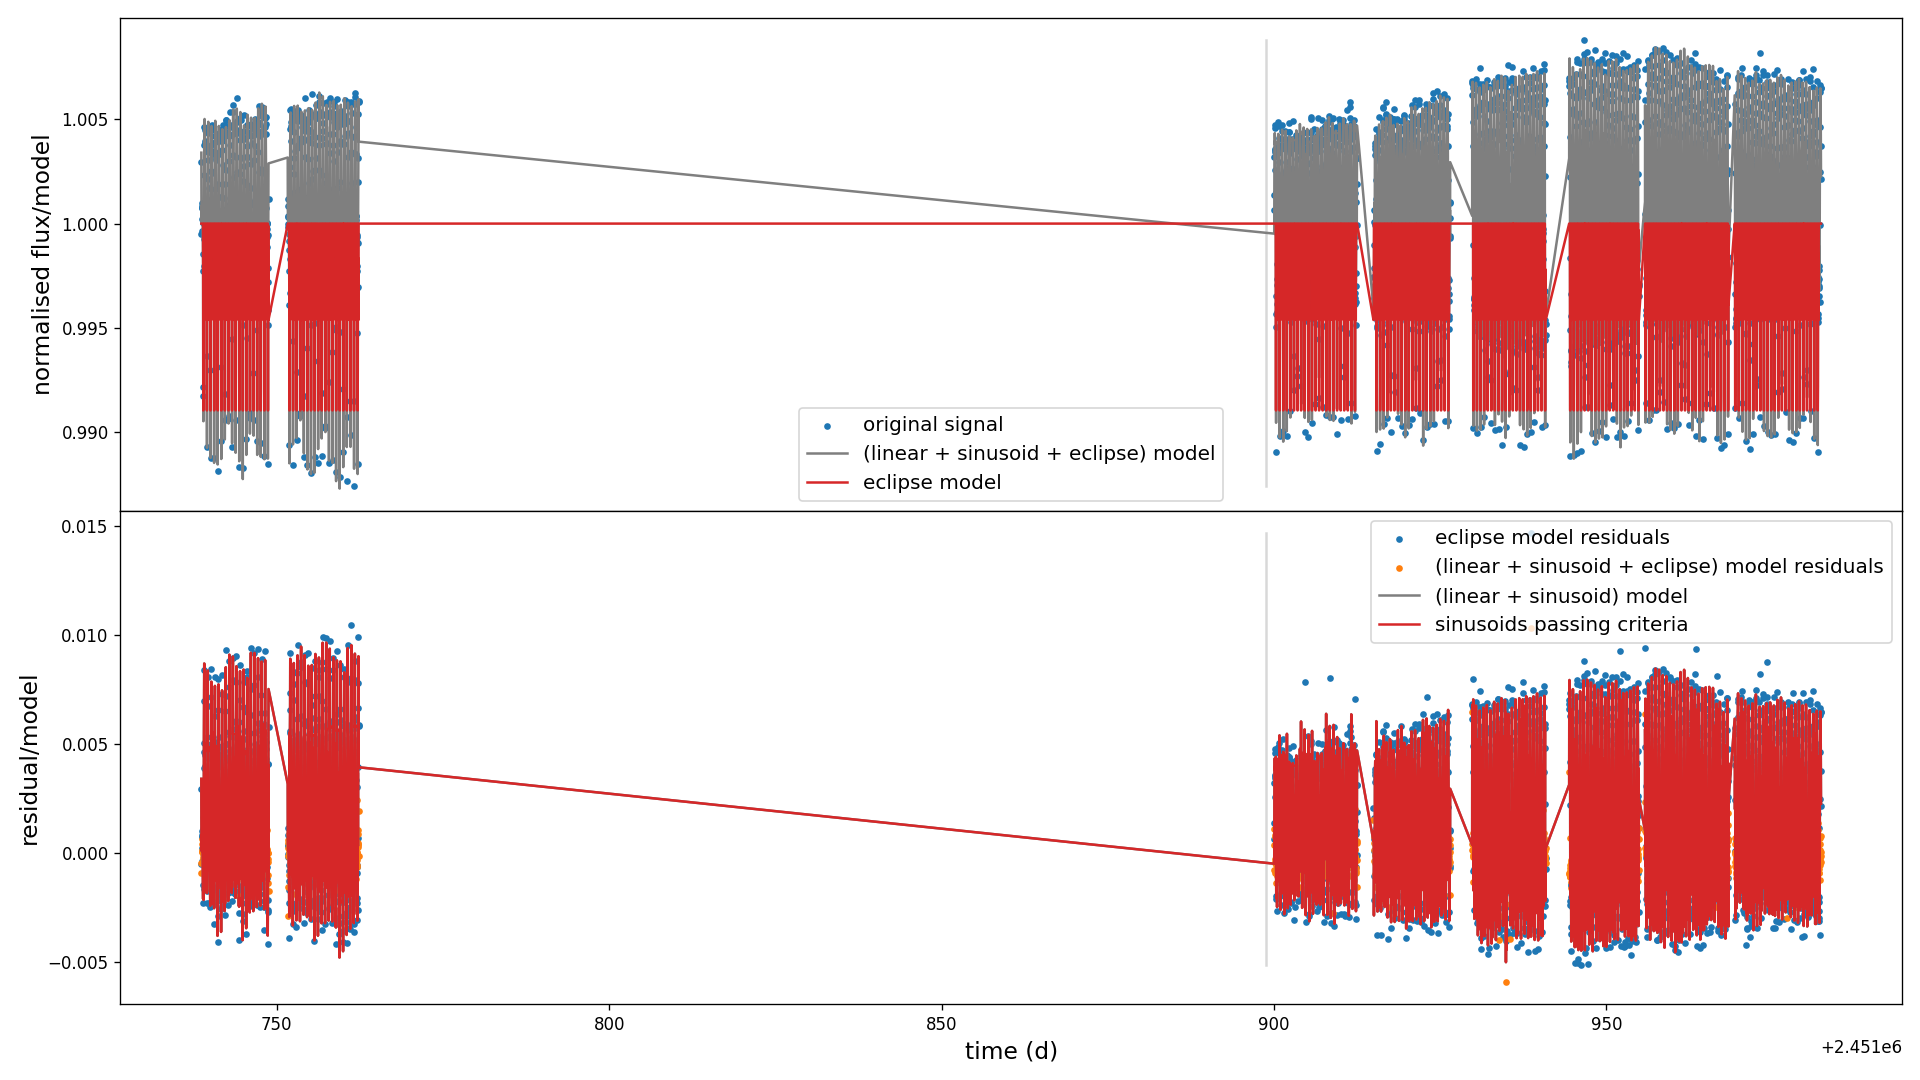 normalised flux/model
1.005
1.000
0.995
0.990
original signal
(linear + sinusoid + eclipse) model
eclipse model
residual/model
0.015
0.010
0.005
0.000
−0.005
eclipse model residuals
(linear + sinusoid + eclipse) model residuals
(linear + sinusoid) model
sinusoids passing criteria
750
800
850
900
950
time (d)
+2.451e6